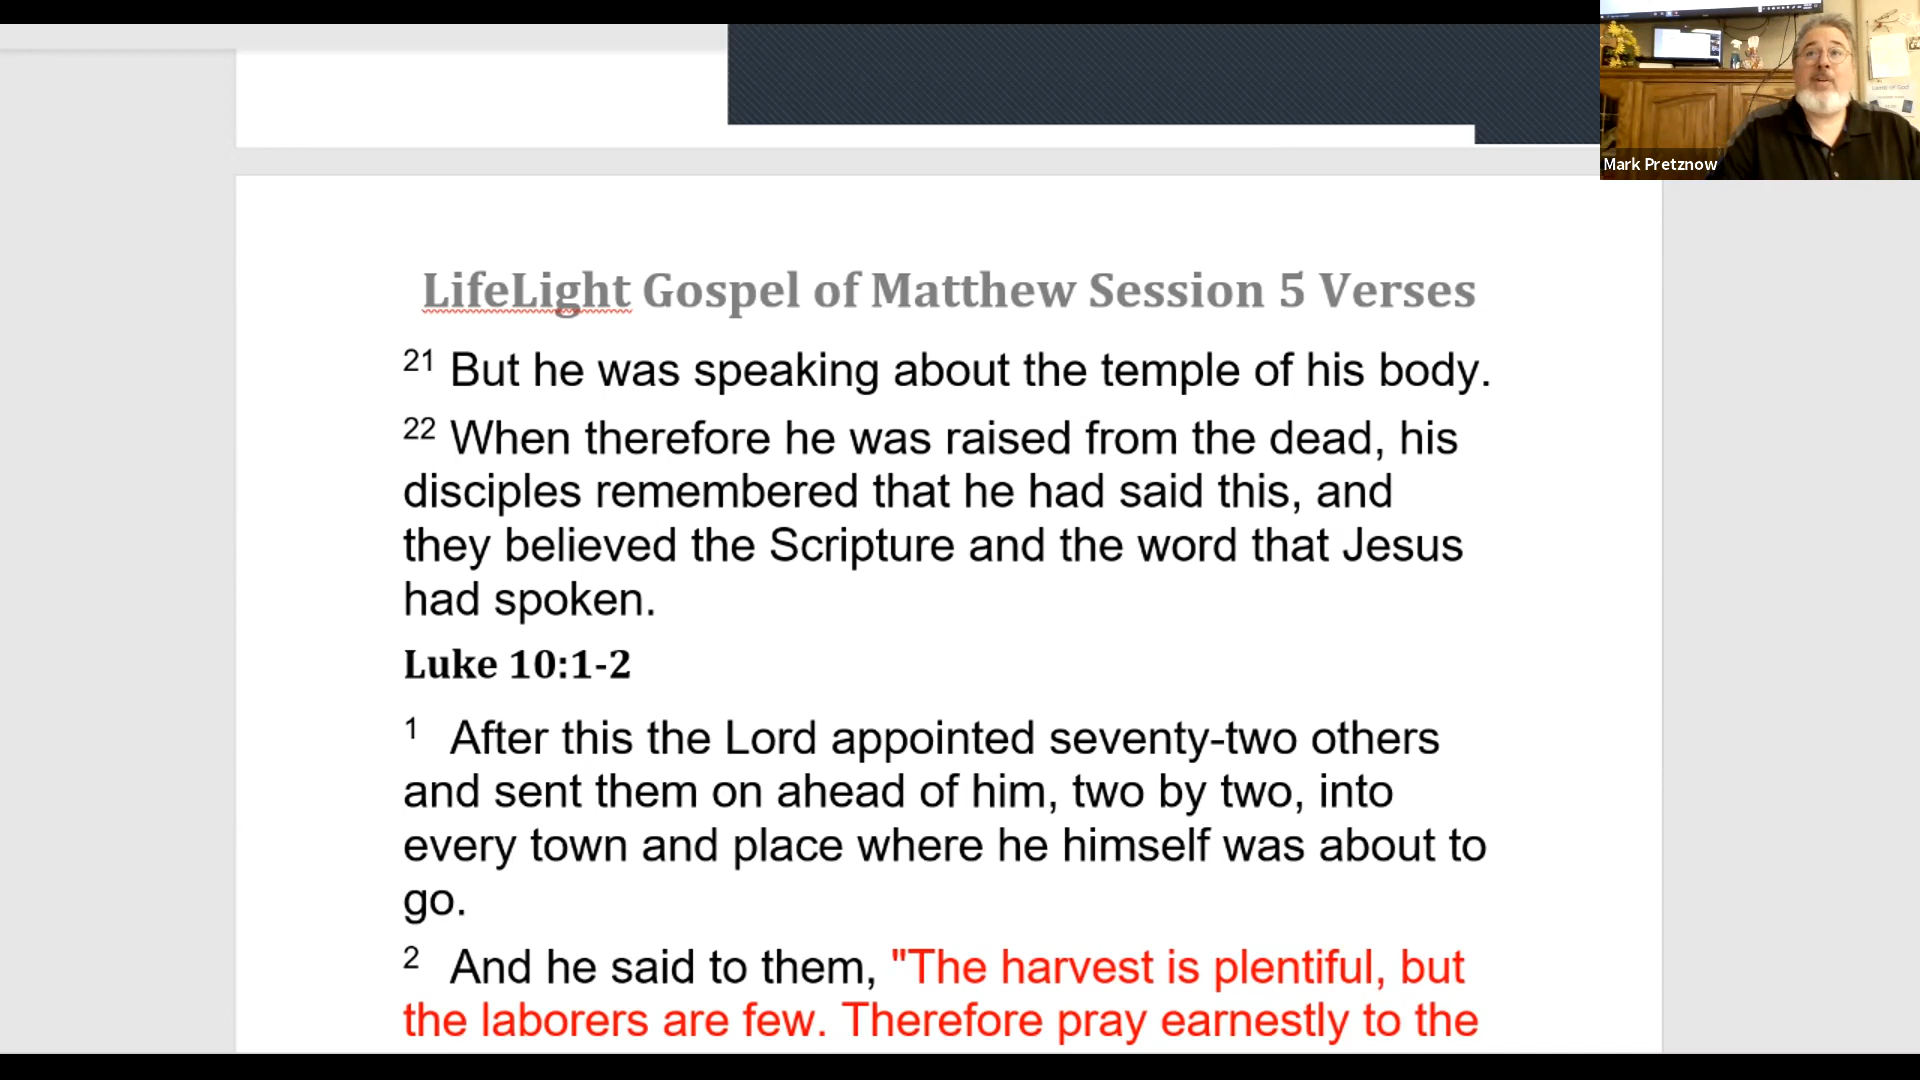 Mark Pretznow
LifeLight Gospel of Matthew Session 5 Verses
21 But he was speaking about the temple of his body.
22 When therefore he was raised from the dead, his
disciples remembered that he had said this, and
they believed the Scripture and the word that Jesus
had spoken.
Luke 10:1-2
1 After this the Lord appointed seventy-two others
and sent them on ahead of him, two by two, into
every town and place where he himself was about to
go.
2 And he said to them, "The harvest is plentiful, but
the laborers are few. Therefore pray earnestly to the